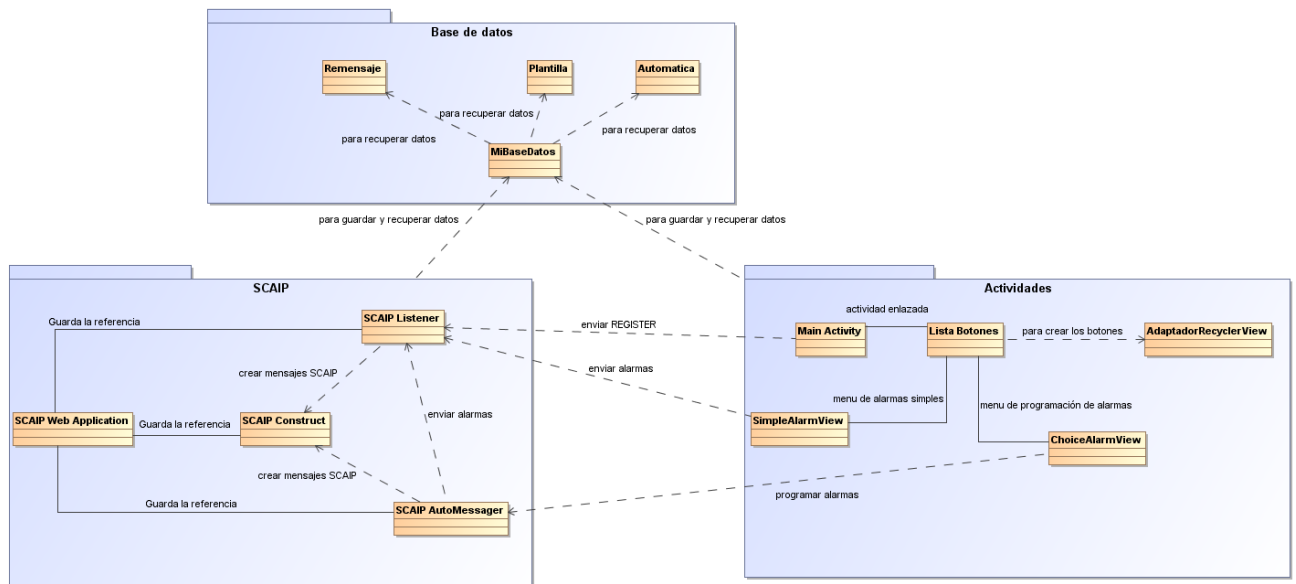 Base de datos
Remensaje
Plantilla
Automatica
para recuperar datos
para recuperar datos
para recuperar datos
MiBaseDatos
para guardar y recuperar datos
para guardar y recuperar datos
SCAIP
SCAIP Listener
Guarda la referencia
crear mensajes SCAIP
enviar alarmas
SCAIP Web Application
Guarda la referencia
SCAIP Construct
crear mensajes SCAIP
Guarda la referencia
SCAIP AutoMessager
enviar REGISTER
enviar alarmas
programar alarmas
Actividades
actividad enlazada
Main Activity
Lista Botones
para crear los botones
AdaptadorRecyclerView
menu de alarmas simples
menu de programación de alarmas
SimpleAlarmView
ChoiceAlarmView